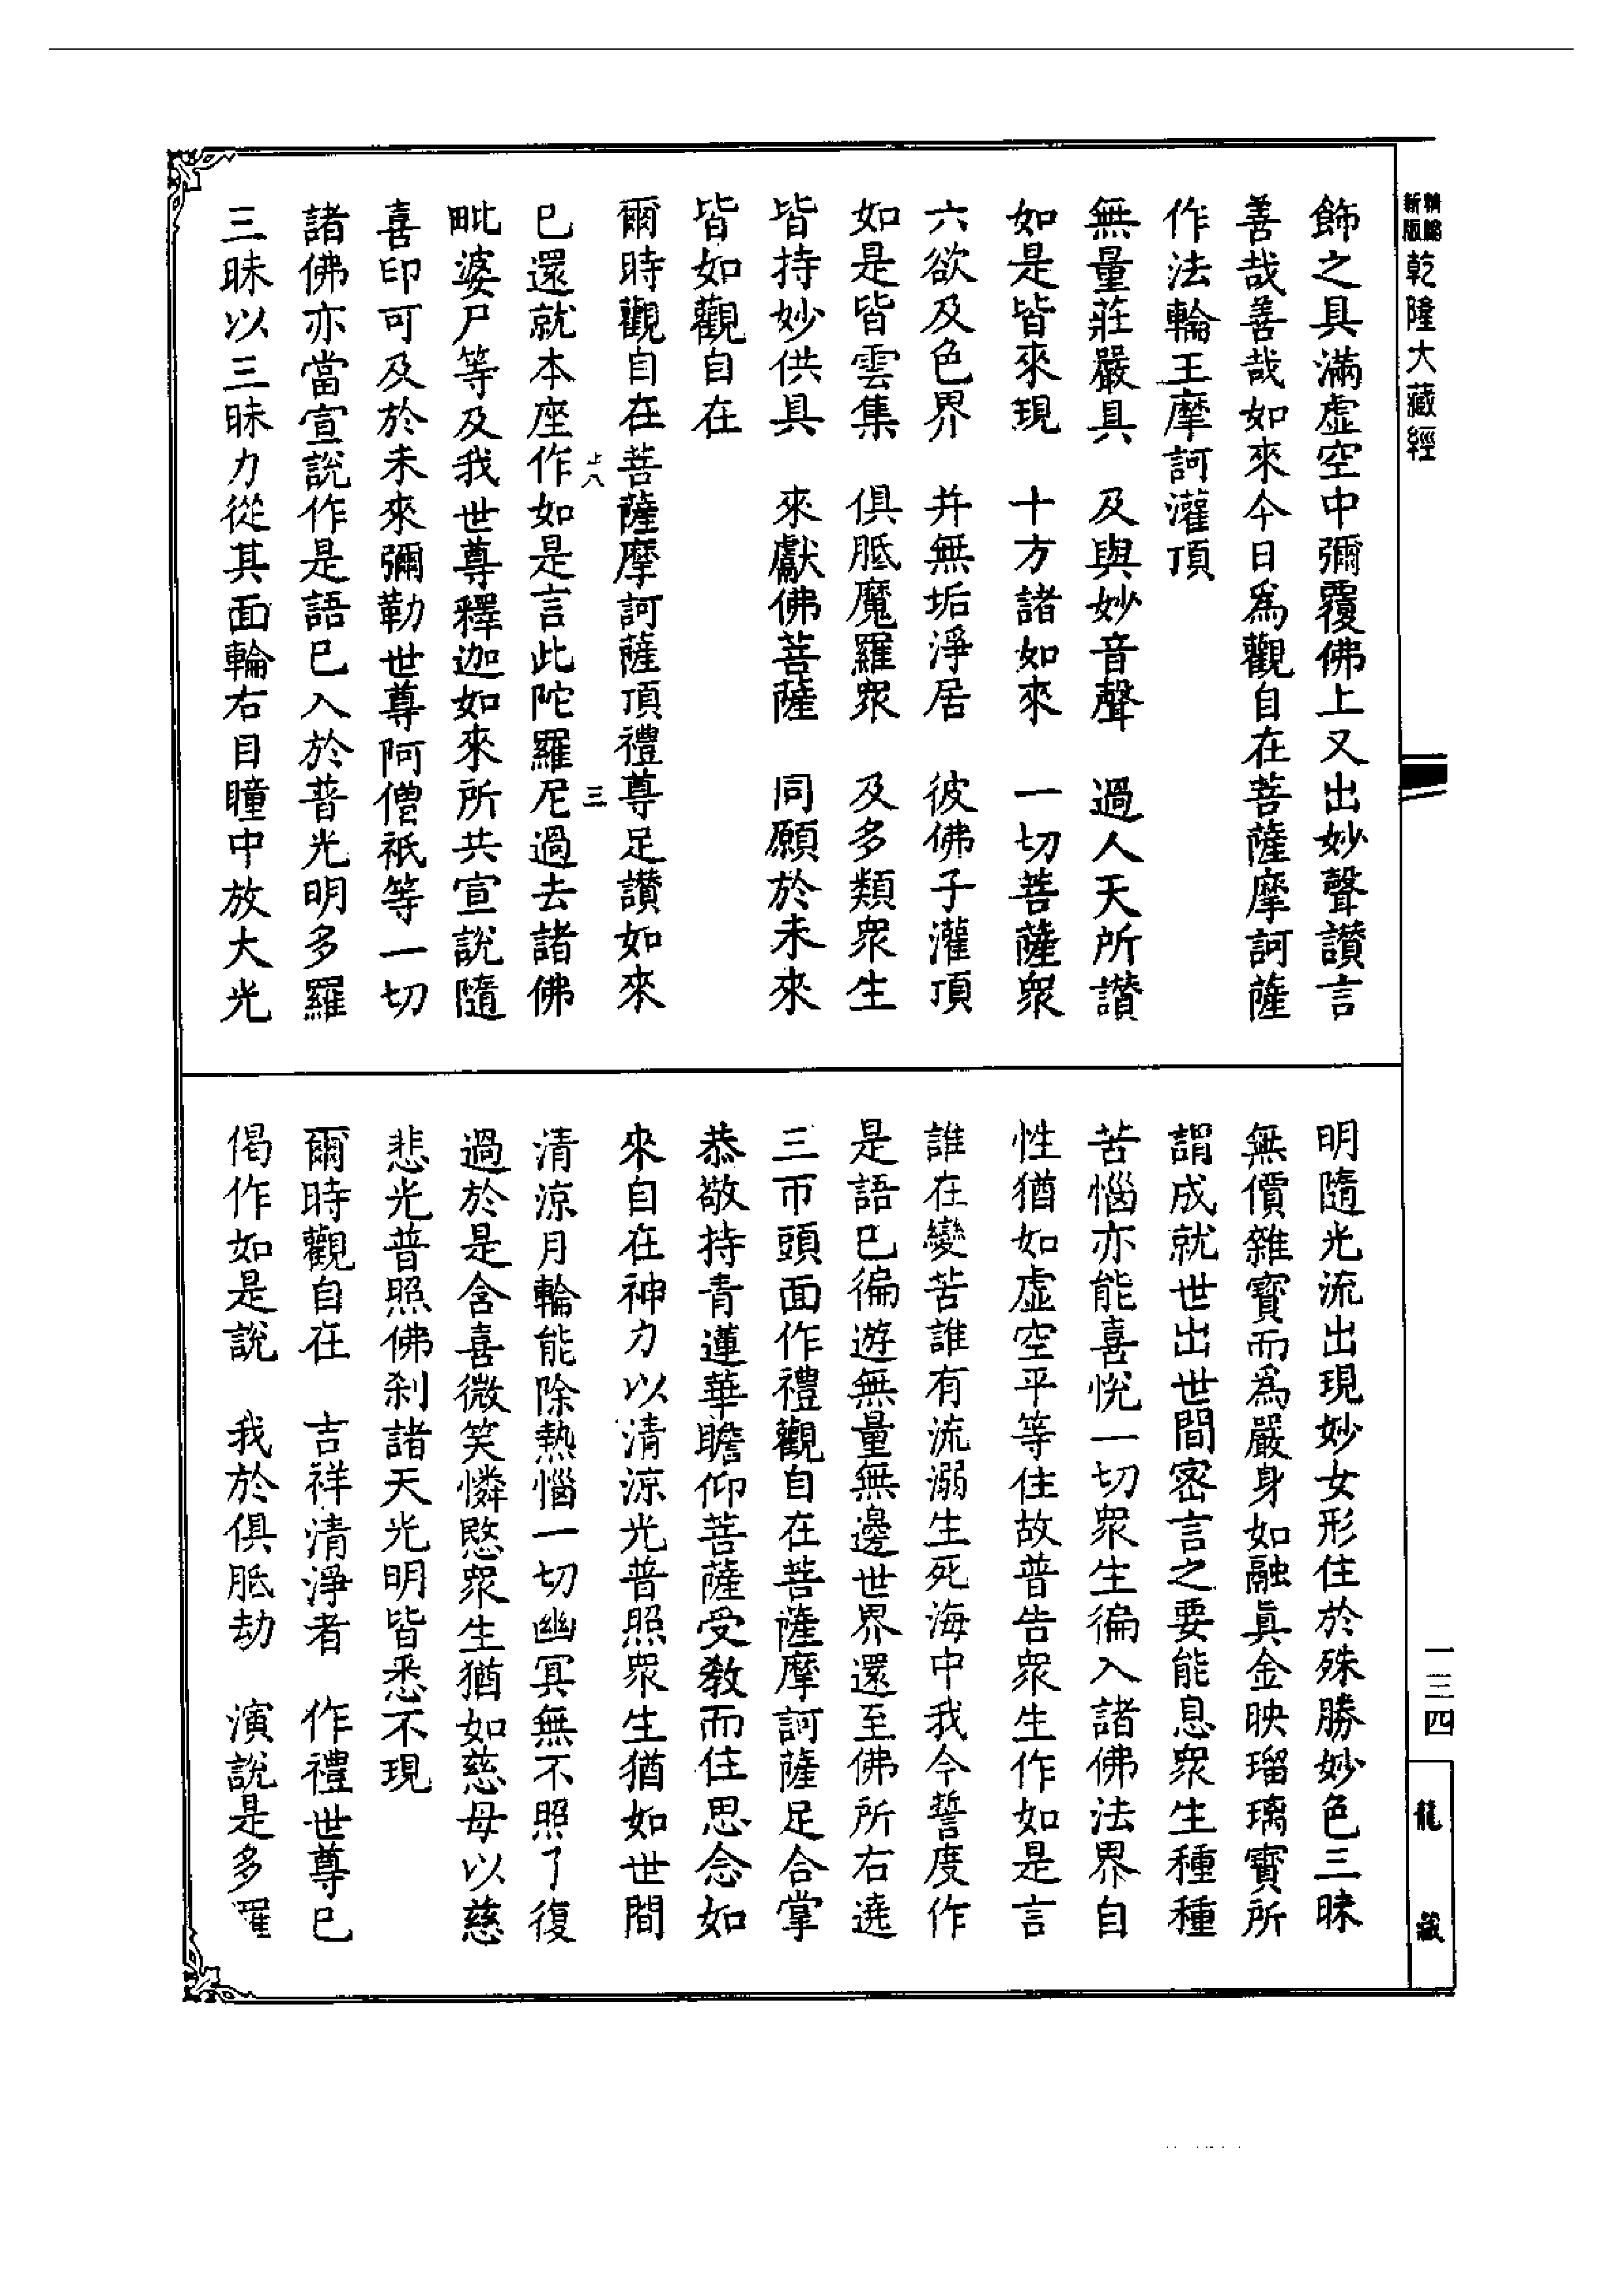 新版
精縮
乾隆大藏經
飾之具滿虛空中彌覆佛上又出妙聲讚言
善哉善哉如來今日為觀自在菩薩摩訶薩
作法輪王摩訶灌頂
無量莊嚴具　及與妙音聲　過人天所讚
如是皆來現　十方諸如來　一切菩薩眾
六欲及色界　并無垢淨居　彼佛子灌頂
如是皆雲集　俱胝魔羅眾　及多類眾生
皆持妙供具　來獻佛菩薩　同願於未來
皆如觀自在
爾時觀自在菩薩摩訶薩頂禮尊足讚如來
上八　三
已還就本座作如是言此陀羅尼過去諸佛
毗婆尸等及我世尊釋迦如來所共宣說隨
喜印可及於未來彌勒世尊阿僧祇等一切
諸佛亦當宣說作是語已入於普光明多羅
三昧以三昧力從其面輪右目瞳中放大光
明隨光流出現妙女形住於殊勝妙色三昧
無價雜寶而為嚴身如融真金映瑠璃寶所
謂成就世出世間密言之要能息眾生種種
苦惱亦能喜悅一切眾生徧入諸佛法界自
性猶如虛空平等住故普告眾生作如是言
誰在變苦誰有流溺生死海中我今誓度作
是語已徧遊無量無邊世界還至佛所右遶
三帀頭面作禮觀自在菩薩摩訶薩足合掌
恭敬持青蓮華瞻仰菩薩受教而住思念如
來自在神力以清涼光普照眾生猶如世間
清涼月輪能除熱惱一切幽冥無不照了復
過於是含喜微笑憐愍眾生猶如慈母以慈
悲光普照佛剎諸天光明皆悉不現
爾時觀自在　吉祥清淨者　作禮世尊已
偈作如是說　我於俱胝劫　演說是多羅
一三四
龍藏